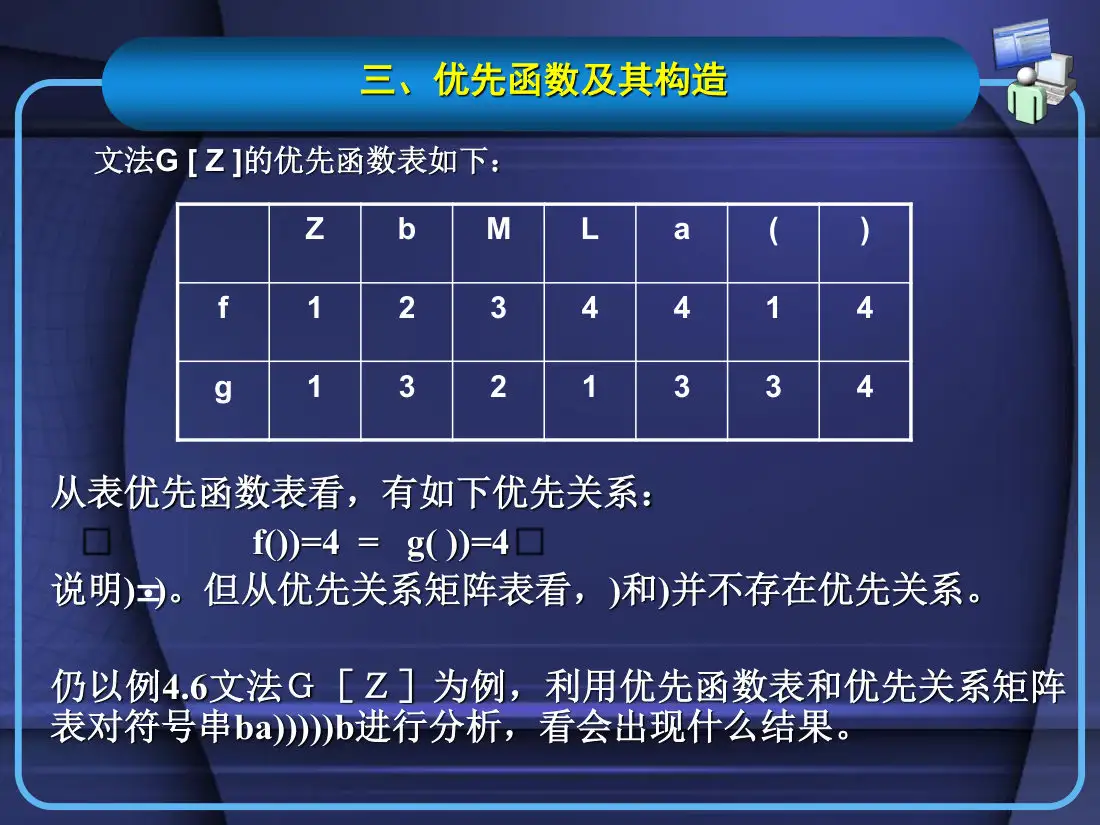 三、优先函数及其构造
文法G [ Z ]的优先函数表如下：
Z b M L a ( )
f 1 2 3 4 4 1 4
g 1 3 2 1 3 3 4
从表优先函数表看，有如下优先关系：
f())=4 = g( ))=4
说明)≖)。但从优先关系矩阵表看，)和)并不存在优先关系。
仍以例4.6文法Ｇ［Ｚ］为例，利用优先函数表和优先关系矩阵
表对符号串ba)))))b进行分析，看会出现什么结果。